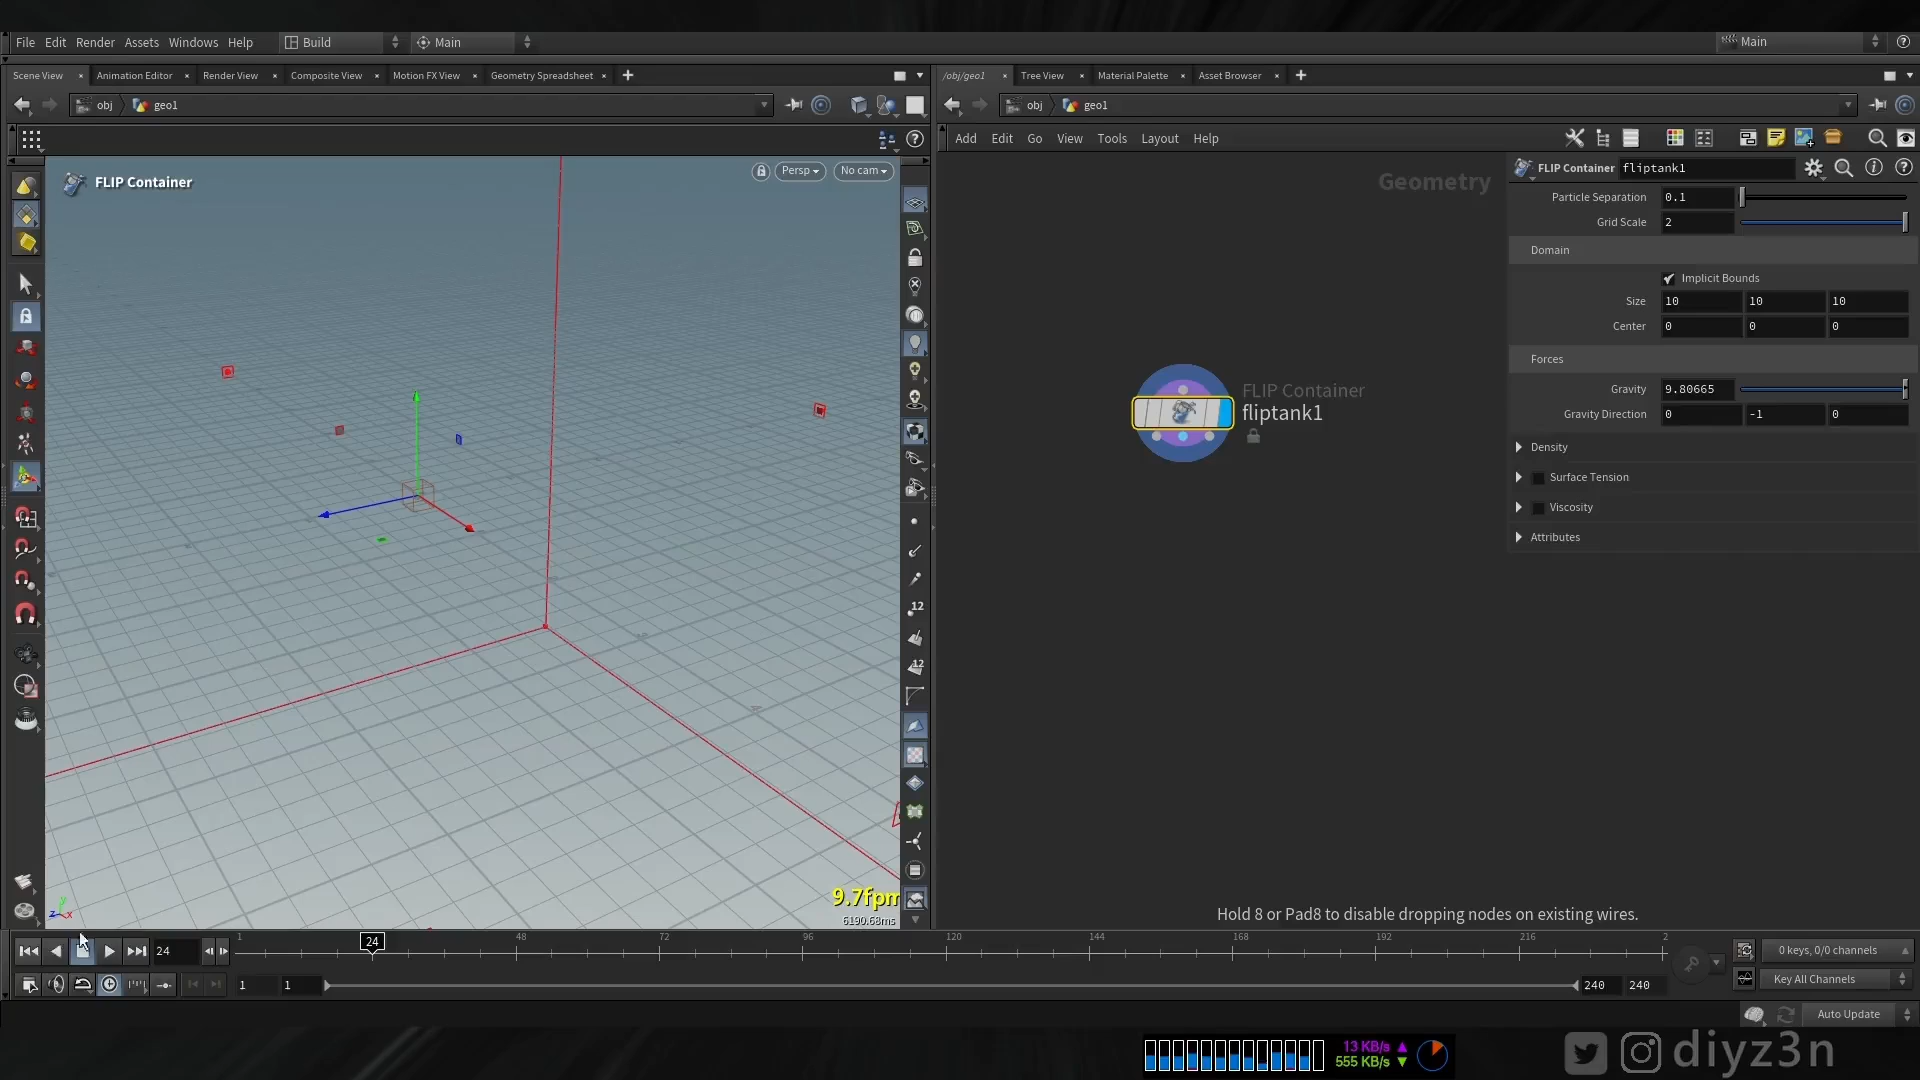 File Edit Render Assets Windows Help Build Main Main
Scene View Animation Editor Render View Composite View Motion FX View Geometry Spreadsheet
/obj/geo1 Tree View Material Palette Asset Browser
obj geo1
obj geo1
Add Edit Go View Tools Layout Help
FLIP Container
Persp No cam
Geometry
FLIP Container fliptank1
Particle Separation 0.1
Grid Scale 2
Domain
Implicit Bounds
Size 10 10 10
Center 0 0 0
Forces
Gravity 9.80665
Gravity Direction 0 -1 0
Density
Surface Tension
Viscosity
Attributes
FLIP Container
fliptank1
12
12
9.7fpm
6190.68ms
y
z x
Hold 8 or Pad8 to disable dropping nodes on existing wires.
24
1 24 48 72 96 120 144 168 192 216 2
0 keys, 0/0 channels
1 1 240 240
Key All Channels
Auto Update
13 KB/s
555 KB/s
diyz3n